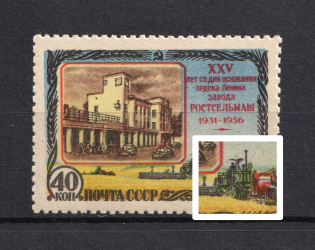 XXV
лет со дня основания
ордена Ленина
завода
РОСТСЕЛЬМАШ
1931-1956
40
КОП
ПОЧТА СССР